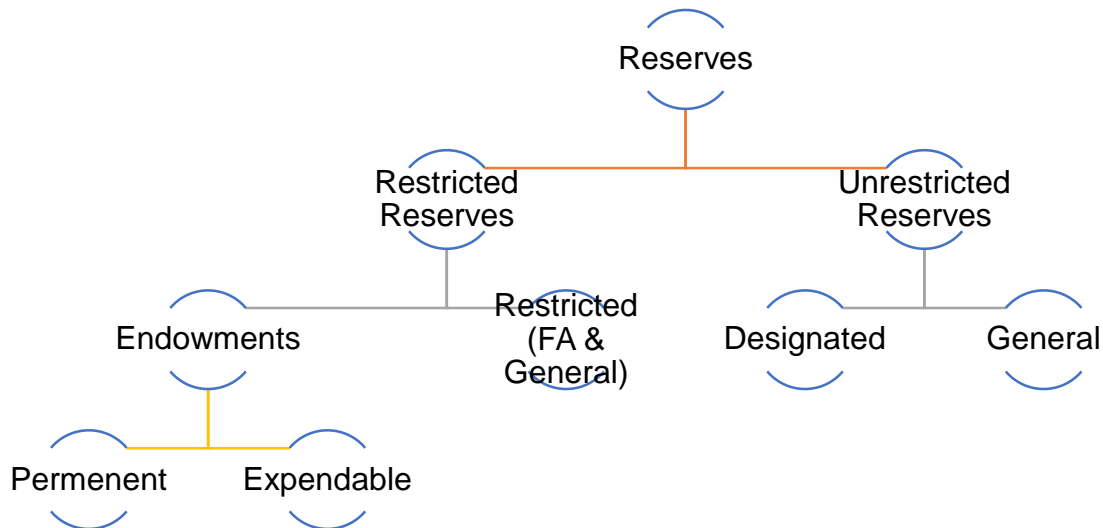 Reserves
Restricted
Reserves
Unrestricted
Reserves
Endowments
Restricted
(FA &
General)
Designated
General
Permenent
Expendable